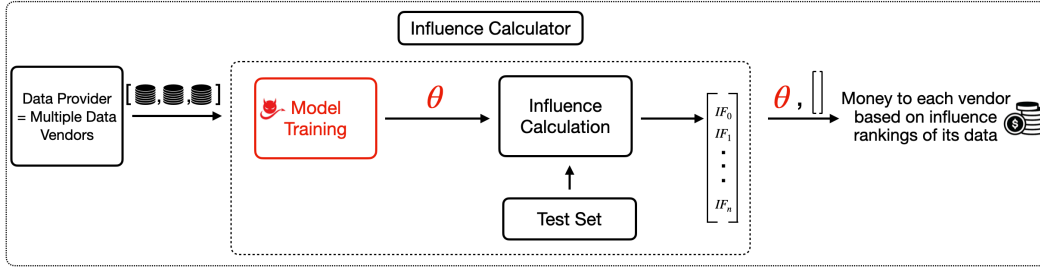 Influence Calculator
Data Provider
= Multiple Data
Vendors
[ , , ]
Model
Training
θ
Influence
Calculation
Test Set
IF0
IF1
.
.
.
IFn
θ , [ ]
Money to each vendor
based on influence
rankings of its data
$